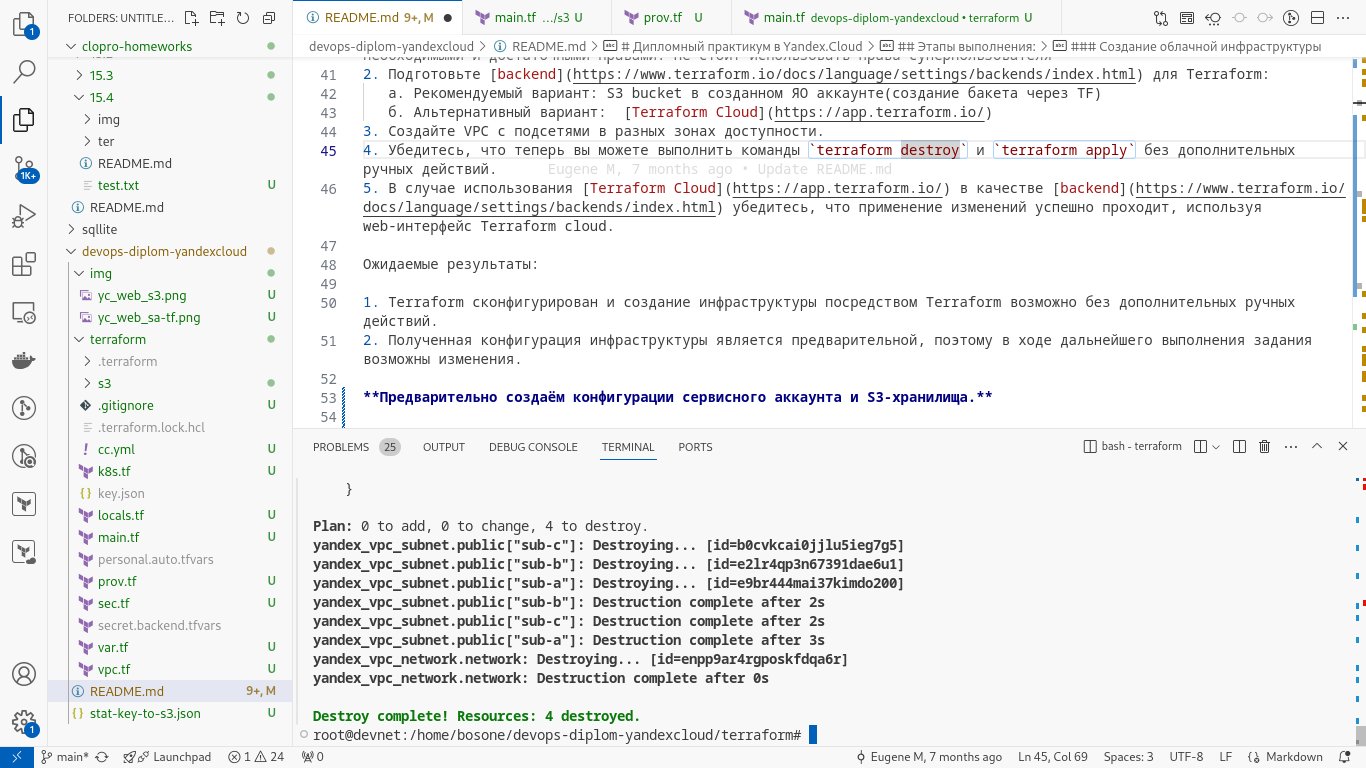 FOLDERS: UNTITLE...
clopro-homeworks
15.3
15.4
img
ter
README.md
test.txt
README.md
sqllite
devops-diplom-yandexcloud
img
yc_web_s3.png U
yc_web_sa-tf.png U
terraform
.terraform
s3
.gitignore U
.terraform.lock.hcl
cc.yml U
k8s.tf U
key.json
locals.tf U
main.tf U
personal.auto.tfvars
prov.tf U
sec.tf U
secret.backend.tfvars
var.tf U
vpc.tf U
README.md 9+, M
stat-key-to-s3.json U
1
1K+
1
README.md 9+, M
main.tf .../s3 U
prov.tf U
main.tf devops-diplom-yandexcloud • terraform U
devops-diplom-yandexcloud > README.md > # Дипломный практикум в Yandex.Cloud > ## Этапы выполнения: > ### Создание облачной инфраструктуры
необходимыми и достаточными правами. Не стоит использовать права суперпользователя
41 2. Подготовьте [backend](https://www.terraform.io/docs/language/settings/backends/index.html) для Terraform:
42 а. Рекомендуемый вариант: S3 bucket в созданном ЯО аккаунте(создание бакета через TF)
43 б. Альтернативный вариант: [Terraform Cloud](https://app.terraform.io/)
44 3. Создайте VPC с подсетями в разных зонах доступности.
45 4. Убедитесь, что теперь вы можете выполнить команды `terraform destroy` и `terraform apply` без дополнительных
ручных действий. Eugene M, 7 months ago • Update README.md
46 5. В случае использования [Terraform Cloud](https://app.terraform.io/) в качестве [backend](https://www.terraform.io/
docs/language/settings/backends/index.html) убедитесь, что применение изменений успешно проходит, используя
web-интерфейс Terraform cloud.
47
48 Ожидаемые результаты:
49
50 1. Terraform сконфигурирован и создание инфраструктуры посредством Terraform возможно без дополнительных ручных
действий.
51 2. Полученная конфигурация инфраструктуры является предварительной, поэтому в ходе дальнейшего выполнения задания
возможны изменения.
52
53 **Предварительно создаём конфигурации сервисного аккаунта и S3-хранилища.**
54
PROBLEMS 25 OUTPUT DEBUG CONSOLE TERMINAL PORTS bash - terraform
}
Plan: 0 to add, 0 to change, 4 to destroy.
yandex_vpc_subnet.public["sub-c"]: Destroying... [id=b0cvkcai0jjlu5ieg7g5]
yandex_vpc_subnet.public["sub-b"]: Destroying... [id=e2lr4qp3n67391dae6u1]
yandex_vpc_subnet.public["sub-a"]: Destroying... [id=e9br444mai37kimdo200]
yandex_vpc_subnet.public["sub-b"]: Destruction complete after 2s
yandex_vpc_subnet.public["sub-c"]: Destruction complete after 2s
yandex_vpc_subnet.public["sub-a"]: Destruction complete after 3s
yandex_vpc_network.network: Destroying... [id=enpp9ar4rgposkfdqa6r]
yandex_vpc_network.network: Destruction complete after 0s
Destroy complete! Resources: 4 destroyed.
root@devnet:/home/bosone/devops-diplom-yandexcloud/terraform#
main* Launchpad 1 24 0 Eugene M, 7 months ago Ln 45, Col 69 Spaces: 3 UTF-8 LF Markdown